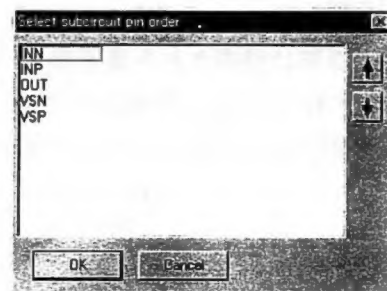 Select subcircuit pin order
INN
INP
OUT
VSN
VSP
OK
Cancel